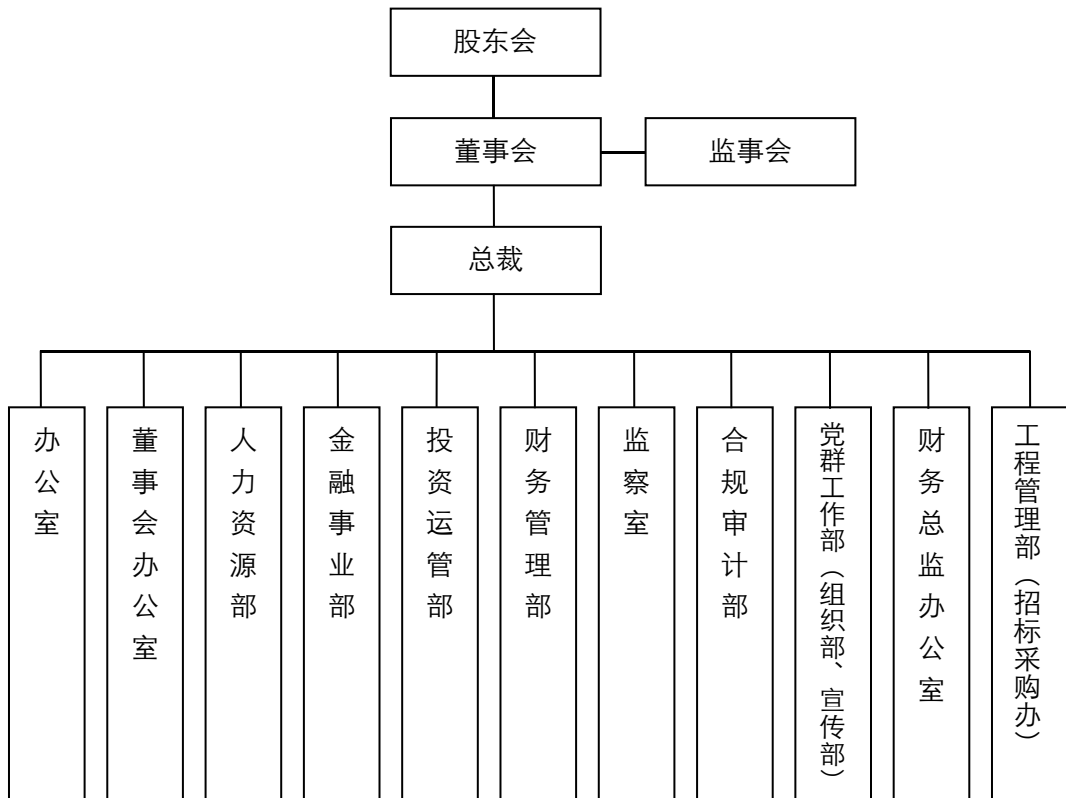 股东会
董事会
监事会
总裁
办公室
董事会办公室
人力资源部
金融事业部
投资运管部
财务管理部
监察室
合规审计部
党群工作部（组织部、宣传部）
财务总监办公室
工程管理部（招标采购办）